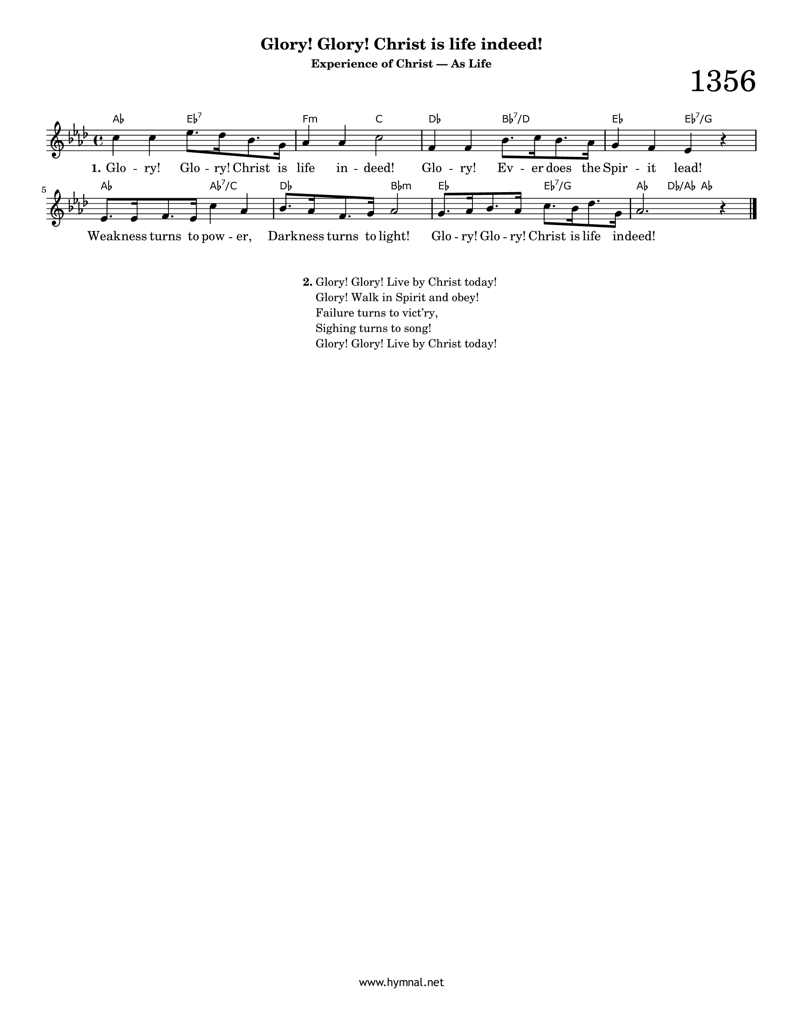 Glory! Glory! Christ is life indeed!
Experience of Christ — As Life
1356
A♭ E♭7 Fm C D♭ B♭7/D E♭ E♭7/G
1. Glo - ry! Glo - ry! Christ is life in - deed! Glo - ry! Ev - er does the Spir - it lead!
5 A♭ A♭7/C D♭ B♭m E♭ E♭7/G A♭ D♭/A♭ A♭
Weakness turns to pow - er, Darkness turns to light! Glo - ry! Glo - ry! Christ is life indeed!
2. Glory! Glory! Live by Christ today!
Glory! Walk in Spirit and obey!
Failure turns to vict'ry,
Sighing turns to song!
Glory! Glory! Live by Christ today!
www.hymnal.net